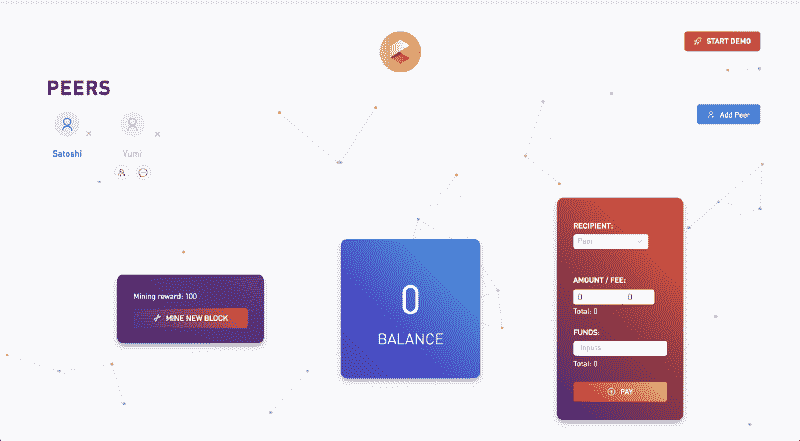 START DEMO
PEERS
Add Peer
Satoshi
Yumi
RECIPIENT:
Peer
AMOUNT / FEE:
0 0
Total: 0
FUNDS:
Inputs
Total: 0
PAY
Mining reward: 100
MINE NEW BLOCK
0
BALANCE